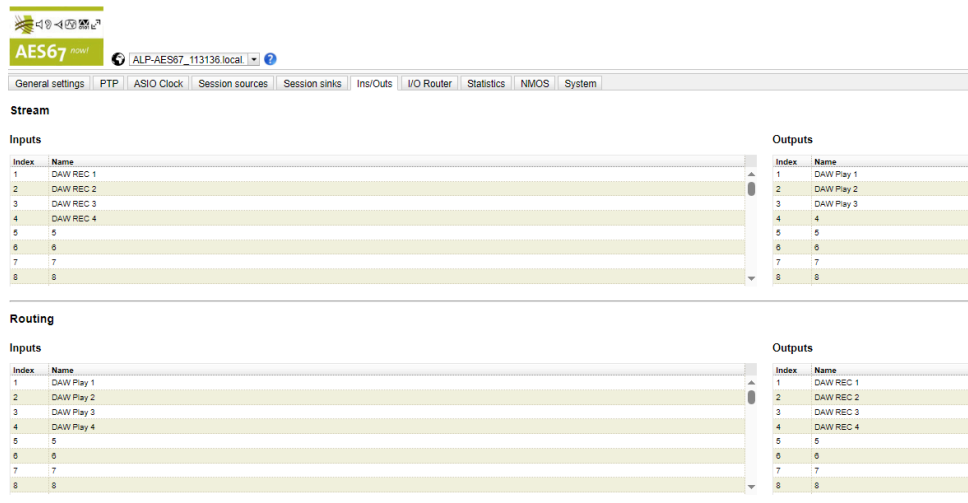 AES67 now!
ALP-AES67_113136.local.
General settings PTP ASIO Clock Session sources Session sinks Ins/Outs I/O Router Statistics NMOS System
Stream
Inputs
Index Name
1 DAW REC 1
2 DAW REC 2
3 DAW REC 3
4 DAW REC 4
5 5
6 6
7 7
8 8
Outputs
Index Name
1 DAW Play 1
2 DAW Play 2
3 DAW Play 3
4 4
5 5
6 6
7 7
8 8
Routing
Inputs
Index Name
1 DAW Play 1
2 DAW Play 2
3 DAW Play 3
4 DAW Play 4
5 5
6 6
7 7
8 8
Outputs
Index Name
1 DAW REC 1
2 DAW REC 2
3 DAW REC 3
4 DAW REC 4
5 5
6 6
7 7
8 8